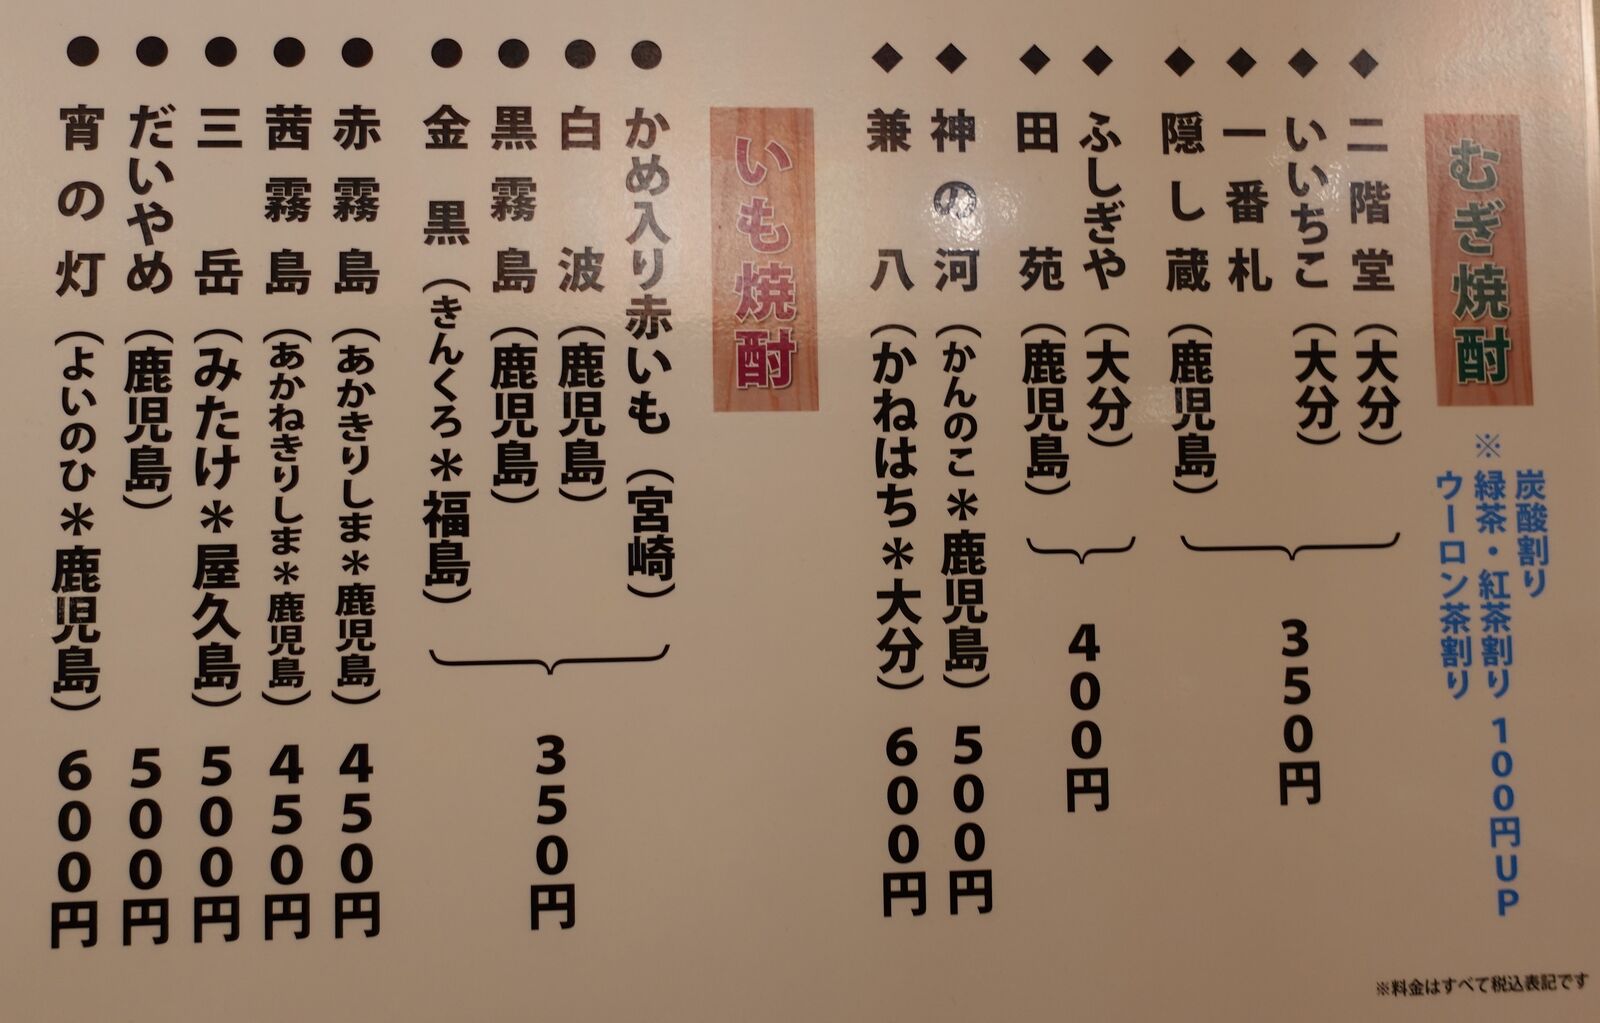 むぎ焼酎
※
炭酸割り
緑茶・紅茶割り 100円UP
ウーロン茶割り
◆ 二階堂 (大分)
◆ いいちこ (大分)
◆ 一番札
◆ 隠し蔵 (鹿児島)
350円
◆ ふしぎや (大分)
◆ 田苑 (鹿児島)
400円
◆ 神の河 (かんのこ＊鹿児島) 500円
◆ 兼八 (かねはち＊大分) 600円
いも焼酎
● かめ入り赤いも (宮崎)
● 白波 (鹿児島)
● 黒霧島 (鹿児島)
● 金黒 (きんくろ＊福島)
350円
● 赤霧島 (あかきりしま＊鹿児島) 450円
● 茜霧島 (あかねきりしま＊鹿児島) 450円
● 三岳 (みたけ＊屋久島) 500円
● だいやめ (鹿児島) 500円
● 宵の灯 (よいのひ＊鹿児島) 600円
※料金はすべて税込表記です